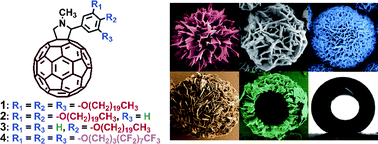 CH₃
N
R₁
R₂
R₃
1: R₁ = R₂ = R₃ = -O(CH₂)₁₉CH₃
2: R₁ = R₂ = -O(CH₂)₁₉CH₃, R₃ = H
3: R₁ = R₃ = H, R₂ = -O(CH₂)₁₉CH₃
4: R₁ = R₂ = R₃ = -O(CH₂)₃(CF₂)₇CF₃